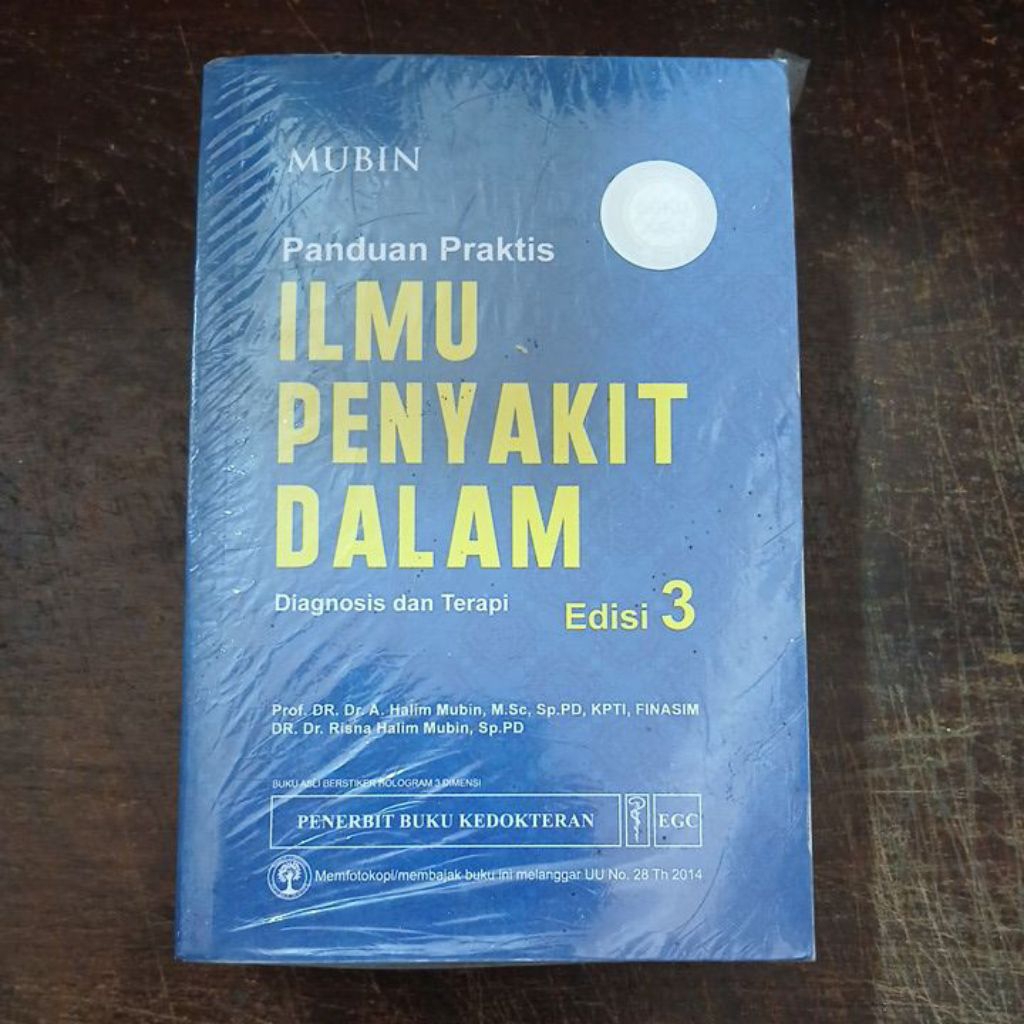 MUBIN
Panduan Praktis
ILMU
PENYAKIT
DALAM
Diagnosis dan Terapi
Edisi 3
Prof. DR. Dr. A. Halim Mubin, M.Sc, Sp.PD, KPTI, FINASIM
DR. Dr. Risna Halim Mubin, Sp.PD
BUKU ASLI BERSTIKER HOLOGRAM 3 DIMENSI
PENERBIT BUKU KEDOKTERAN EGC
Memfotokopi/membajak buku ini melanggar UU No. 28 Th 2014